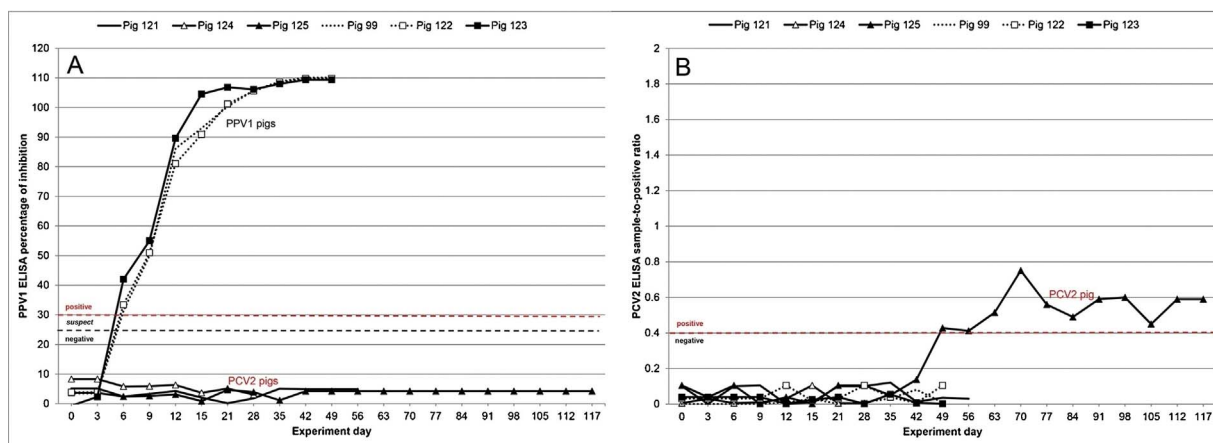 Pig 121 Pig 124 Pig 125 Pig 99 Pig 122 Pig 123
A
PPV1 ELISA percentage of inhibition
120
110
100
90
80
70
60
50
40
30
20
10
0
PPV1 pigs
positive
suspect
negative
PCV2 pigs
0 3 6 9 12 15 21 28 35 42 49 56 63 70 77 84 91 98 105 112 117
Experiment day
Pig 121 Pig 124 Pig 125 Pig 99 Pig 122 Pig 123
B
PCV2 ELISA sample-to-positive ratio
2
1.8
1.6
1.4
1.2
1
0.8
0.6
0.4
0.2
0
PCV2 pig
positive
negative
0 3 6 9 12 15 21 28 35 42 49 56 63 70 77 84 91 98 105 112 117
Experiment day